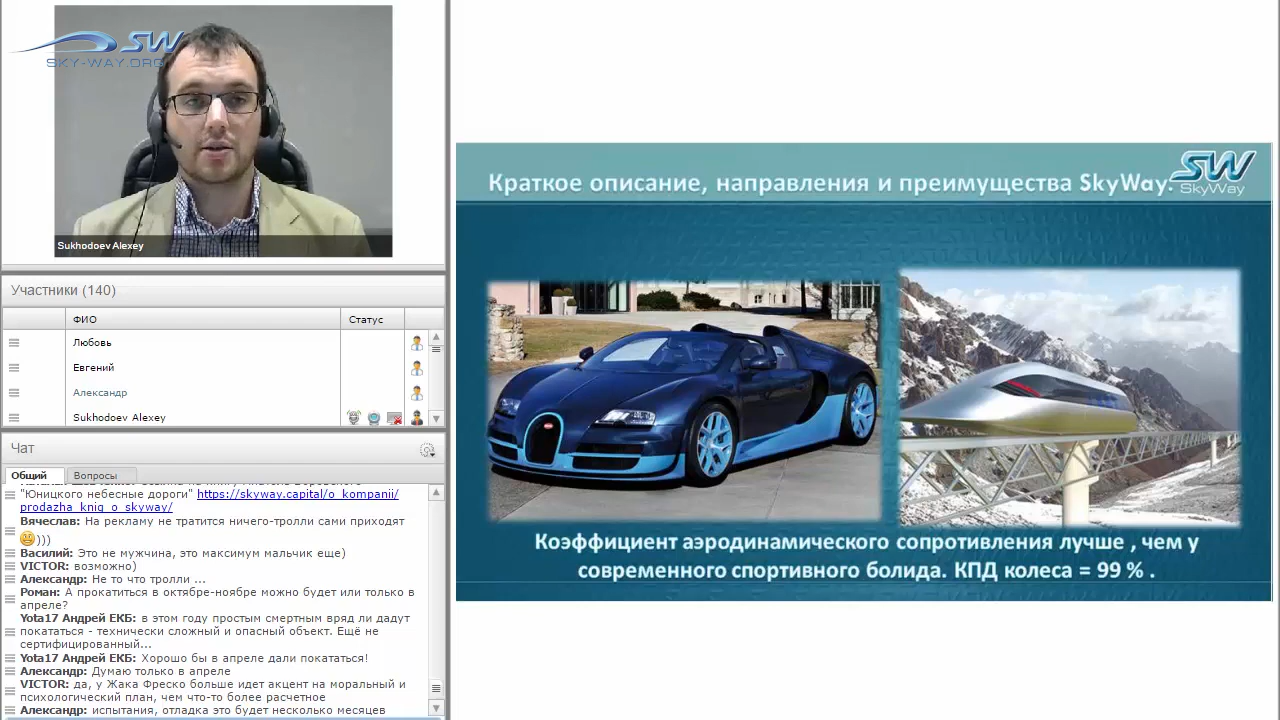 SW
SKY-WAY.ORG
Sukhodoev Alexey
Участники (140)
ФИО
Статус
Любовь
Евгений
Александр
Sukhodoev Alexey
Чат
Общий
Вопросы
"Юницкого небесные дороги" https://skyway.capital/o_kompanii/
prodazha_knig_o_skyway/
Вячеслав: На рекламу не тратится ничего-тролли сами приходят
)))
Василий: Это не мужчина, это максимум мальчик еще)
VICTOR: возможно)
Александр: Не то что тролли ...
Роман: А прокатиться в октябре-ноябре можно будет или только в
апреле?
Yota17 Андрей ЕКБ: в этом году простым смертным вряд ли дадут
покататься - технически сложный и опасный объект. Ещё не
сертифицированный...
Yota17 Андрей ЕКБ: Хорошо бы в апреле дали покататься!
Александр: Думаю только в апреле
VICTOR: да, у Жака Фреско больше идет акцент на моральный и
психологический план, чем что-то более расчетное
Александр: испытания, отладка это будет несколько месяцев
Краткое описание, направления и преимущества SkyWay.
SW
SkyWay
Коэффициент аэродинамического сопротивления лучше , чем у
современного спортивного болида. КПД колеса = 99 % .